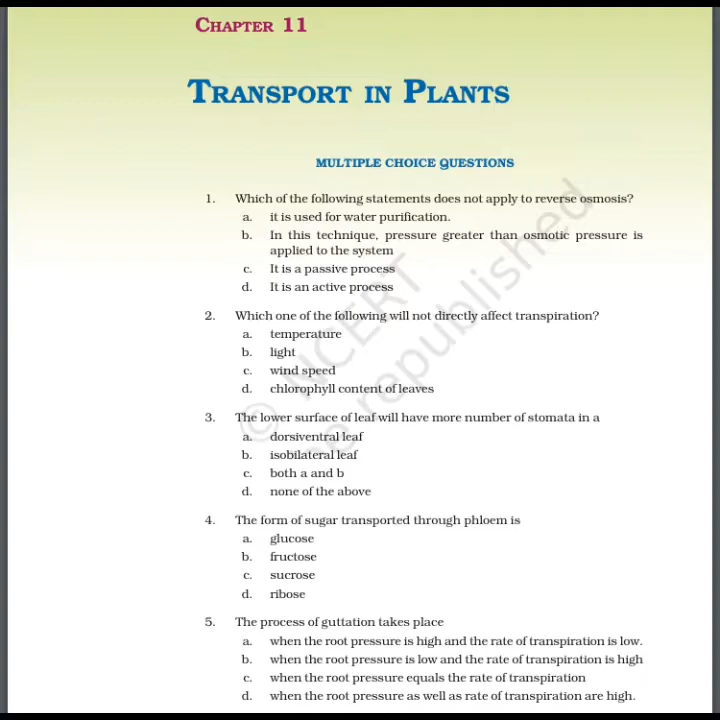 CHAPTER 11
TRANSPORT IN PLANTS
MULTIPLE CHOICE QUESTIONS
1. Which of the following statements does not apply to reverse osmosis?
a. it is used for water purification.
b. In this technique, pressure greater than osmotic pressure is
applied to the system
c. It is a passive process
d. It is an active process
2. Which one of the following will not directly affect transpiration?
a. temperature
b. light
c. wind speed
d. chlorophyll content of leaves
3. The lower surface of leaf will have more number of stomata in a
a. dorsiventral leaf
b. isobilateral leaf
c. both a and b
d. none of the above
4. The form of sugar transported through phloem is
a. glucose
b. fructose
c. sucrose
d. ribose
5. The process of guttation takes place
a. when the root pressure is high and the rate of transpiration is low.
b. when the root pressure is low and the rate of transpiration is high
c. when the root pressure equals the rate of transpiration
d. when the root pressure as well as rate of transpiration are high.
© NCERT
be republished